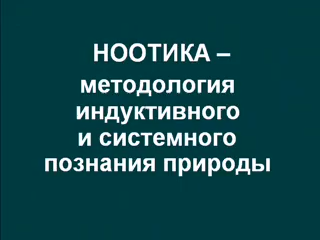 НООТИКА –
методология
индуктивного
и системного
познания природы